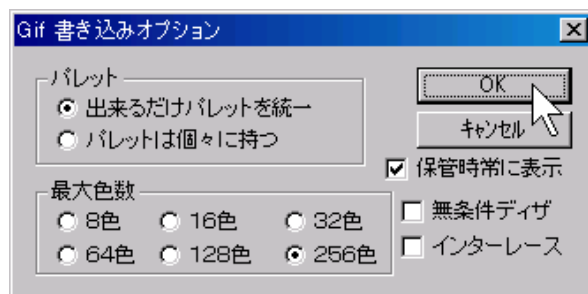 Gif 書き込みオプション
パレット
出来るだけパレットを統一
パレットは個々に持つ
OK
キャンセル
保管時常に表示
最大色数
8色 16色 32色
64色 128色 256色
無条件ディザ
インターレース